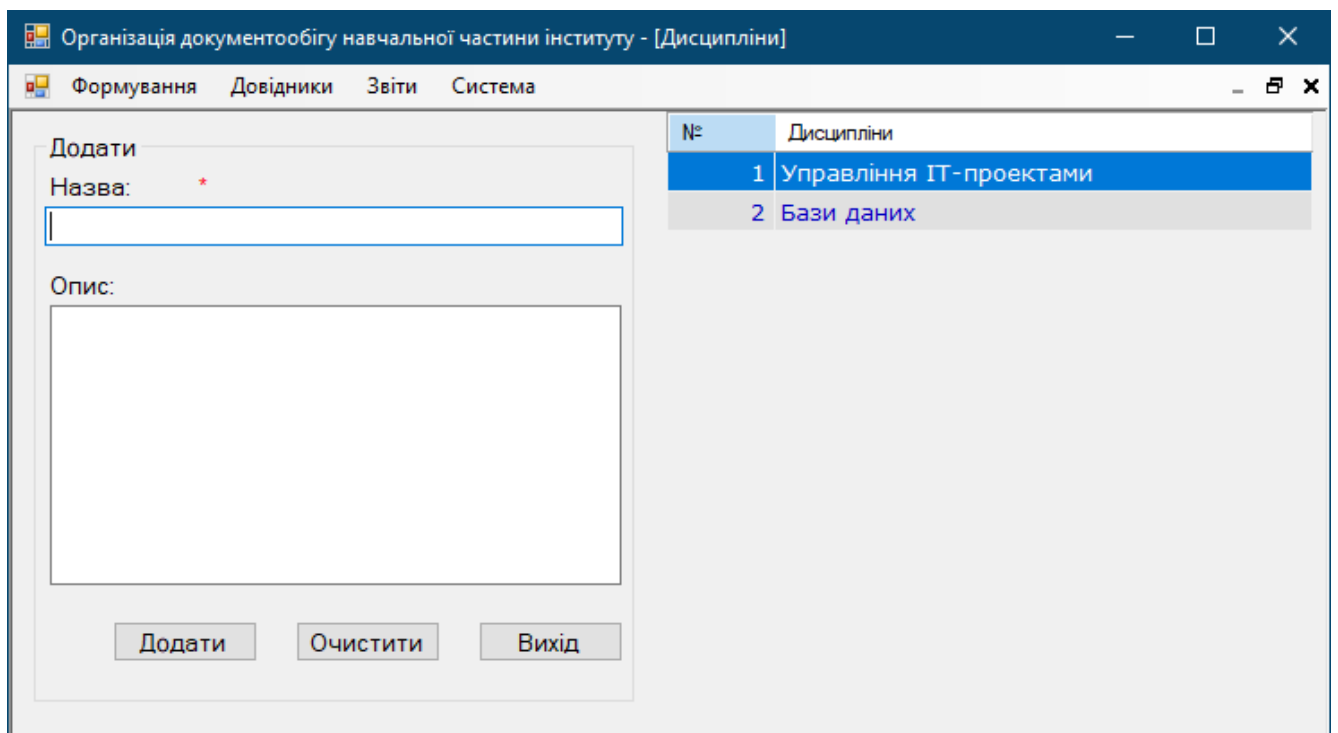 Організація документообігу навчальної частини інституту - [Дисципліни]
Формування Довідники Звіти Система
Додати
Назва: *
Опис:
Додати Очистити Вихід
№ Дисципліни
1 Управління ІТ-проектами
2 Бази даних